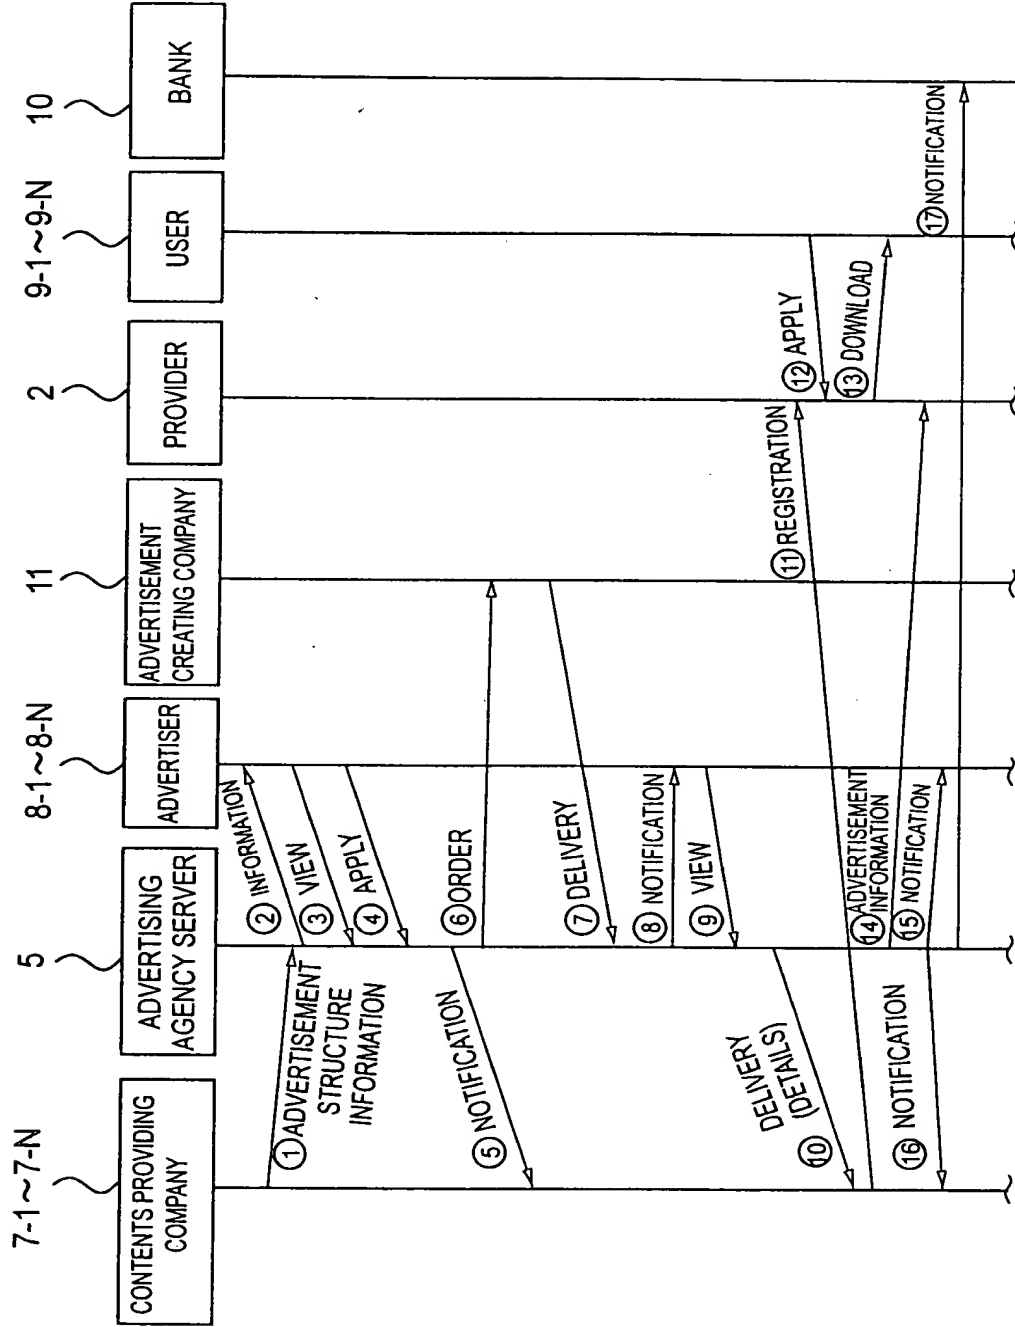 7-1~7-N
CONTENTS PROVIDING
COMPANY
5
ADVERTISING
AGENCY SERVER
8-1~8-N
ADVERTISER
11
ADVERTISEMENT
CREATING COMPANY
2
PROVIDER
9-1~9-N
USER
10
BANK
① ADVERTISEMENT
STRUCTURE
INFORMATION
② INFORMATION
③ VIEW
④ APPLY
⑤ NOTIFICATION
⑥ ORDER
⑦ DELIVERY
⑧ NOTIFICATION
⑨ VIEW
⑩ DELIVERY
(DETAILS)
⑪ REGISTRATION
⑫ APPLY
⑬ DOWNLOAD
⑭ ADVERTISEMENT
INFORMATION
⑮ NOTIFICATION
⑯ NOTIFICATION
⑰ NOTIFICATION